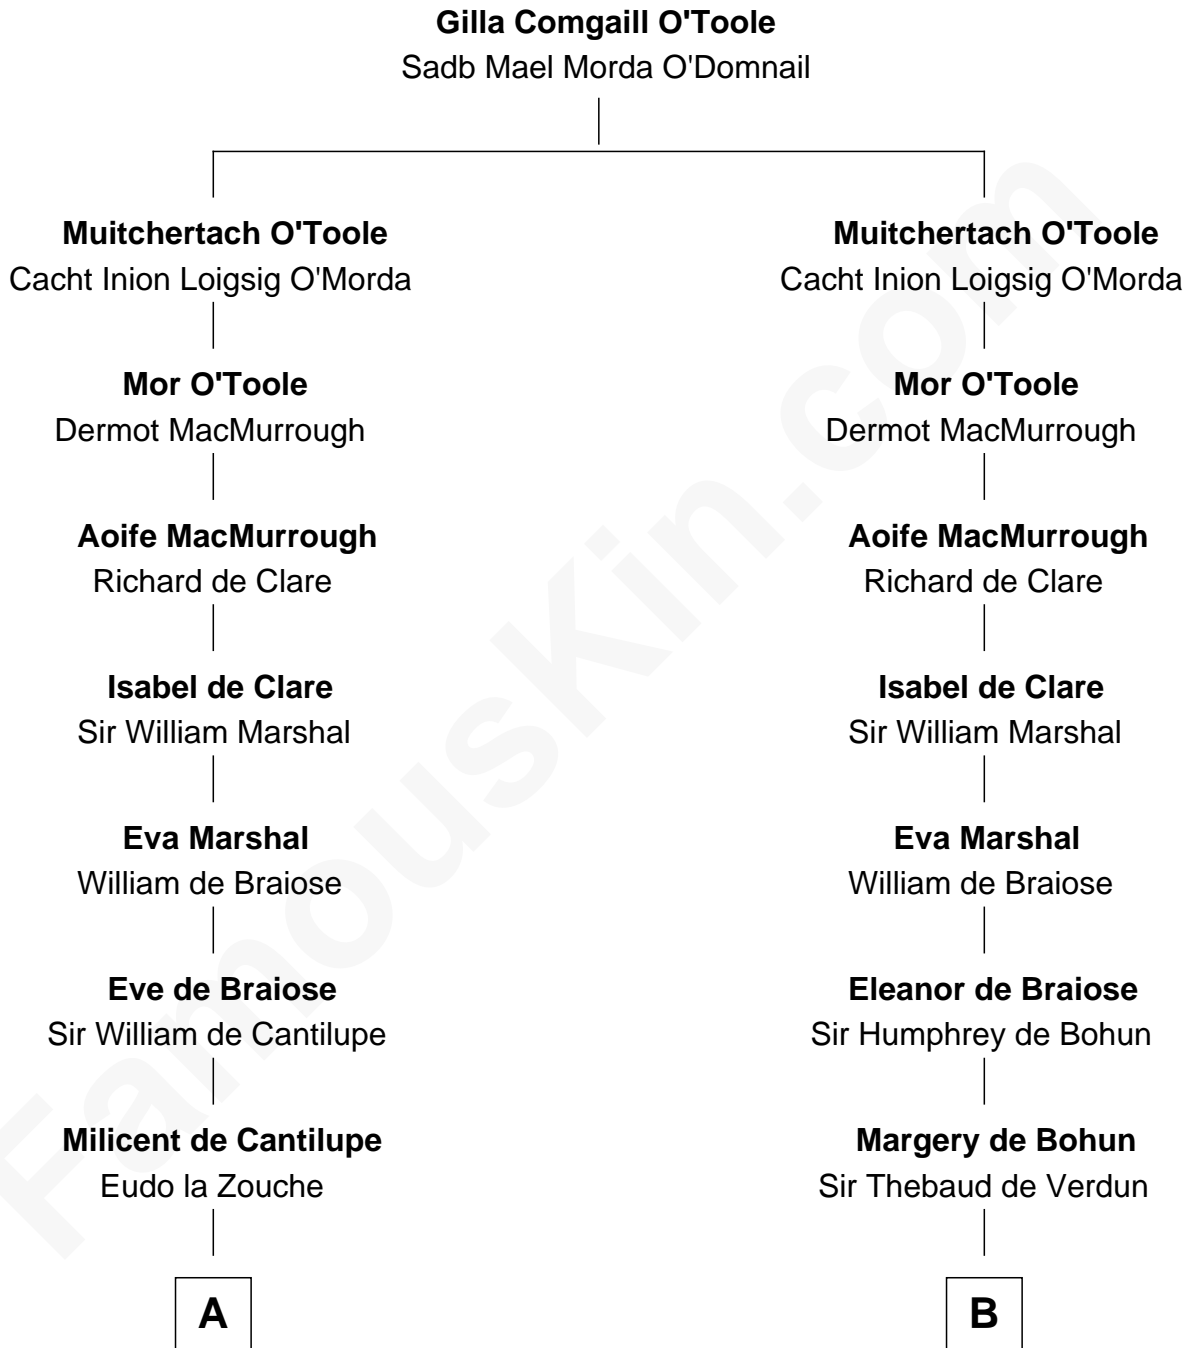 Gilla Comgaill O'Toole
Sadb Mael Morda O'Domnail
Muitchertach O'Toole
Cacht Inion Loigsig O'Morda
Muitchertach O'Toole
Cacht Inion Loigsig O'Morda
Mor O'Toole
Dermot MacMurrough
Mor O'Toole
Dermot MacMurrough
Aoife MacMurrough
Richard de Clare
Aoife MacMurrough
Richard de Clare
Isabel de Clare
Sir William Marshal
Isabel de Clare
Sir William Marshal
Eva Marshal
William de Braiose
Eva Marshal
William de Braiose
Eve de Braiose
Sir William de Cantilupe
Eleanor de Braiose
Sir Humphrey de Bohun
Milicent de Cantilupe
Eudo la Zouche
Margery de Bohun
Sir Thebaud de Verdun
A
B
FamousKin.com